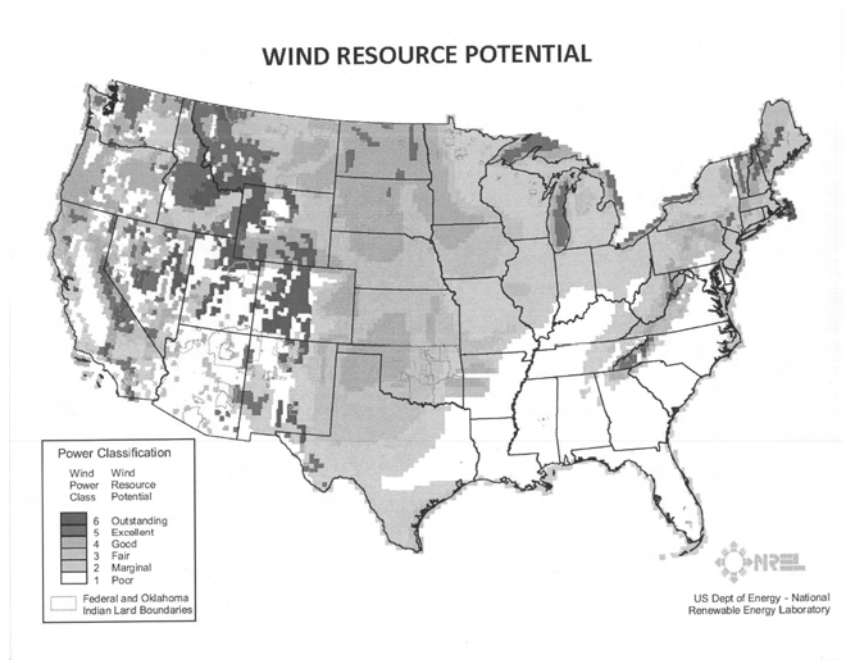 WIND RESOURCE POTENTIAL
Power Classification
Wind Wind
Power Resource
Class Potential
6 Outstanding
5 Excellent
4 Good
3 Fair
2 Marginal
1 Poor
Federal and Oklahoma
Indian Land Boundaries
NREL
US Dept of Energy - National
Renewable Energy Laboratory